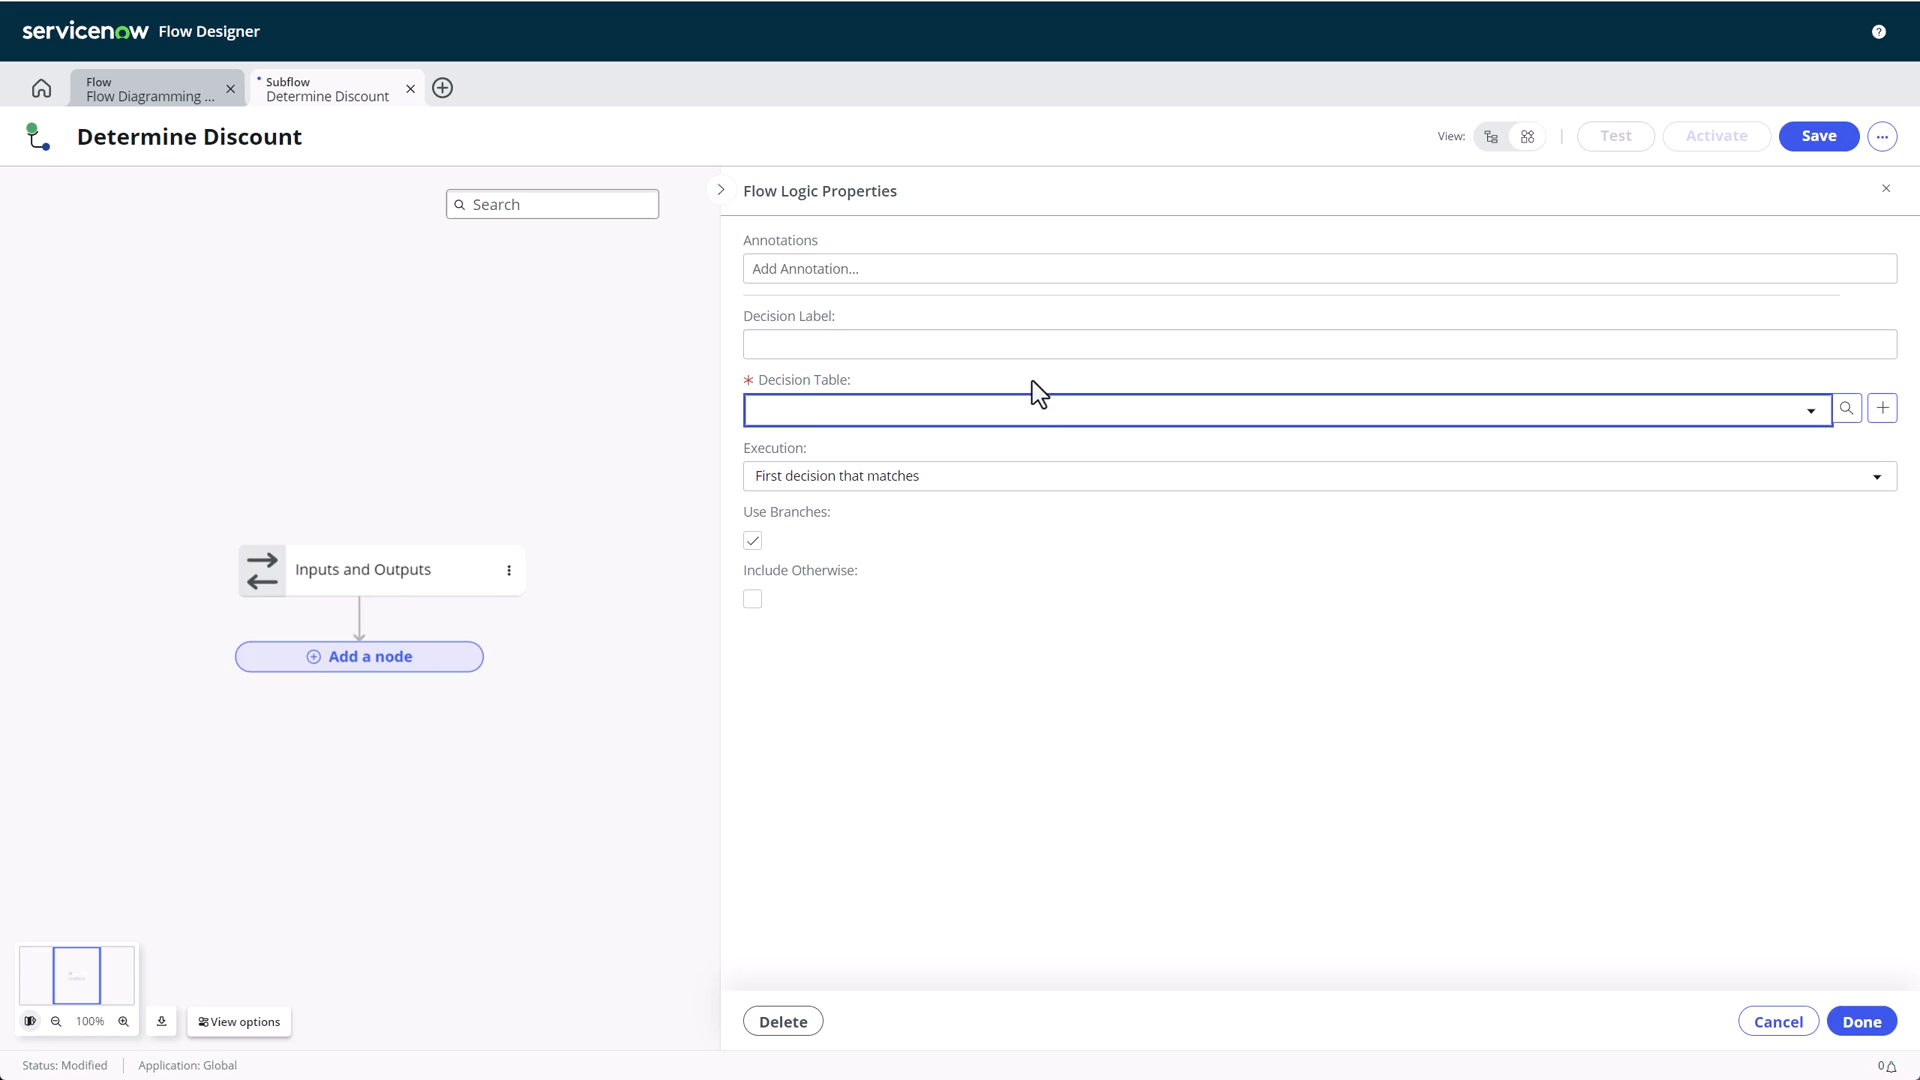 servicenow Flow Designer
Flow
Flow Diagramming ...
Subflow
Determine Discount
Determine Discount
View:
Test
Activate
Save
Search
Inputs and Outputs
Add a node
100%
View options
Flow Logic Properties
Annotations
Add Annotation...
Decision Label:
* Decision Table:
Execution:
First decision that matches
Use Branches:
Include Otherwise:
Delete
Cancel
Done
Status: Modified
Application: Global
0